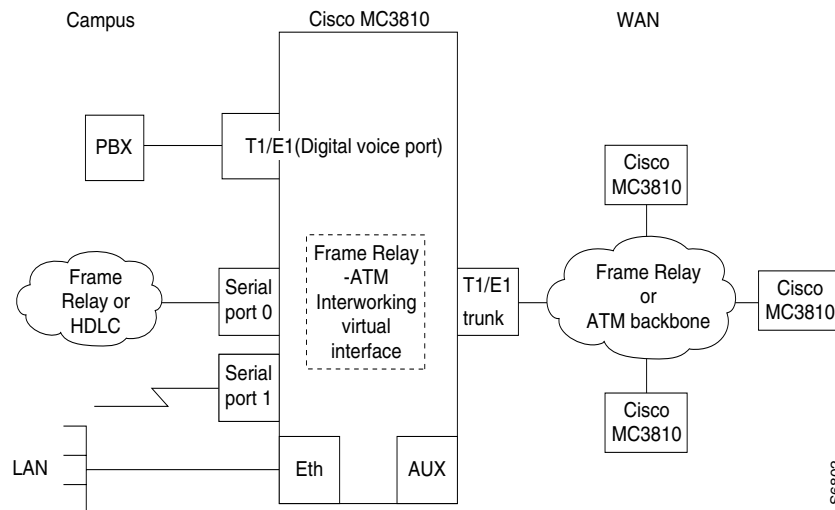 Campus
Cisco MC3810
WAN
PBX
T1/E1(Digital voice port)
Cisco
MC3810
Frame
Relay or
HDLC
Serial
port 0
Frame Relay
-ATM
Interworking
virtual
interface
T1/E1
trunk
Frame Relay
or
ATM backbone
Cisco
MC3810
Serial
port 1
Cisco
MC3810
LAN
Eth
AUX
S6802